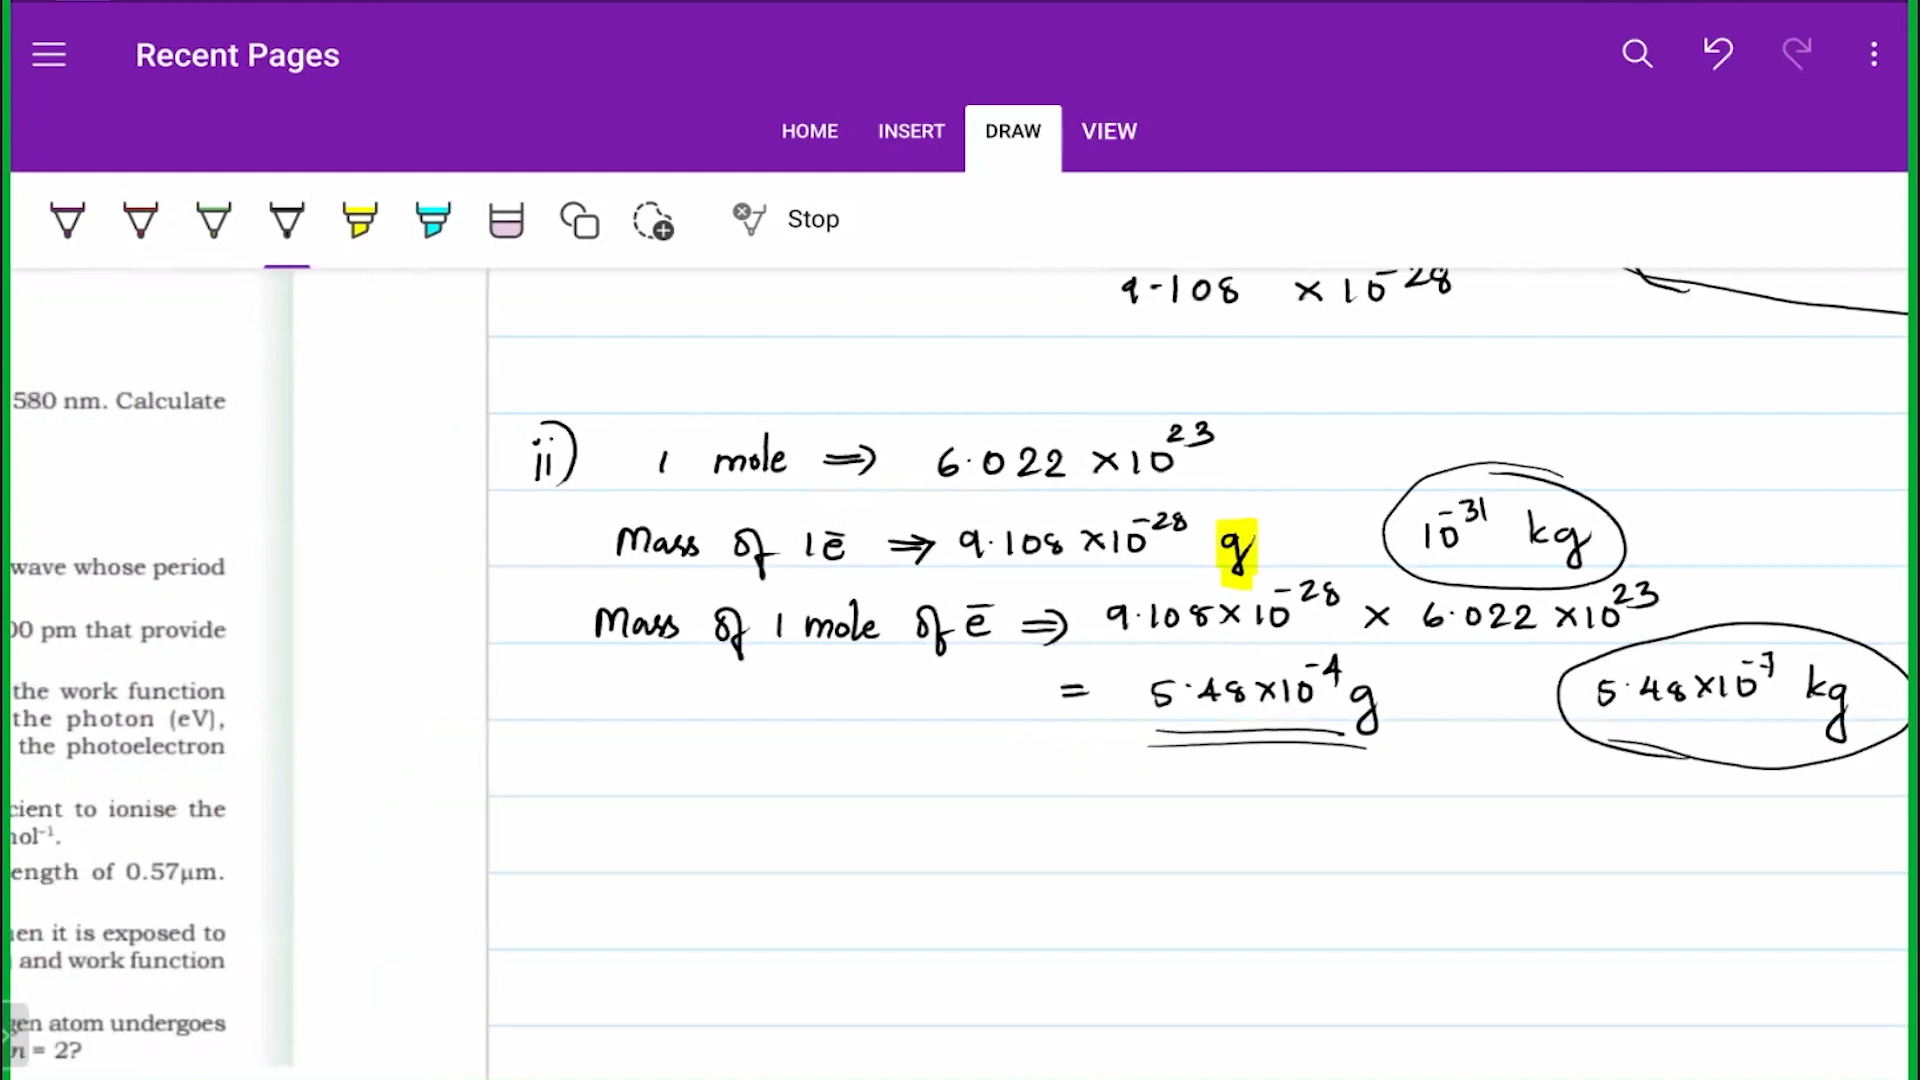 Recent Pages
HOME INSERT DRAW VIEW
Stop
580 nm. Calculate
wave whose period
00 pm that provide
the work function
the photon (eV),
the photoelectron
cient to ionise the
nol⁻¹.
ength of 0.57μm.
en it is exposed to
and work function
gen atom undergoes
n = 2?
9.108 × 10⁻²⁸
ii) 1 mole ⇒ 6.022 × 10²³
Mass of 1 ē ⇒ 9.108 × 10⁻²⁸ g 10⁻³¹ kg
Mass of 1 mole of ē ⇒ 9.108 × 10⁻²⁸ × 6.022 × 10²³
= 5.48 × 10⁻⁴ g 5.48 × 10⁻⁷ kg